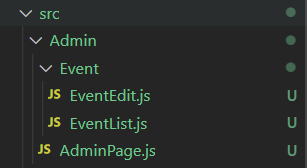 src
Admin
Event
JS EventEdit.js U
JS EventList.js U
JS AdminPage.js U